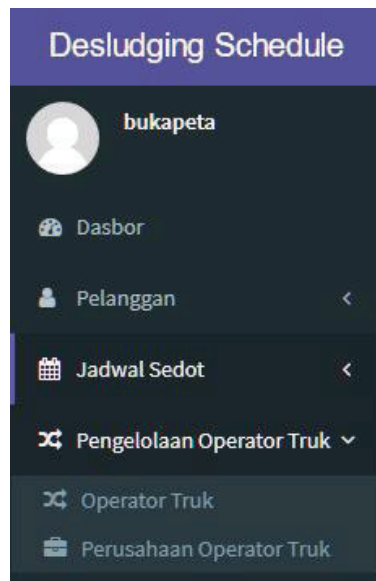 Desludging Schedule
bukapeta
Dasbor
Pelanggan
Jadwal Sedot
Pengelolaan Operator Truk
Operator Truk
Perusahaan Operator Truk